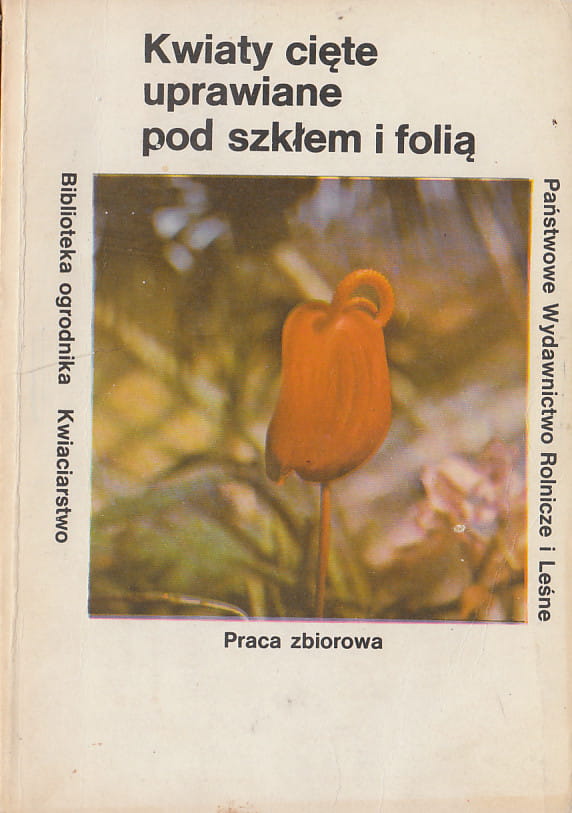 Kwiaty cięte
uprawiane
pod szkłem i folią
Biblioteka ogrodnika Kwiaciarstwo
Państwowe Wydawnictwo Rolnicze i Leśne
Praca zbiorowa